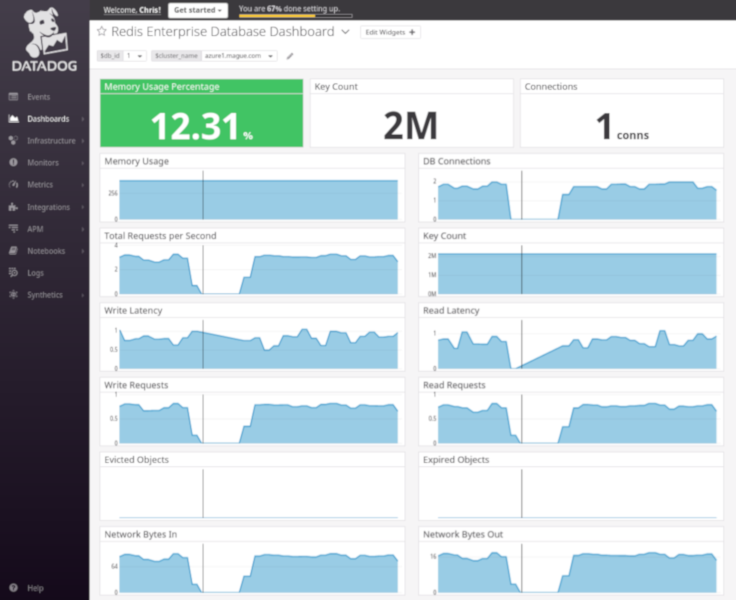 Welcome, Chris!
Get started
You are 67% done setting up.
DATADOG
Redis Enterprise Database Dashboard
Edit Widgets +
$db_id 1
$cluster_name azure1.mague.com
Events
Dashboards
Infrastructure
Monitors
Metrics
Integrations
APM
Notebooks
Logs
Synthetics
Help
Memory Usage Percentage
12.31 %
Key Count
2M
Connections
1 conns
Memory Usage
256
0
DB Connections
2
1
0
Total Requests per Second
4
2
0
Key Count
2M
1M
0M
Write Latency
1
0.5
0
Read Latency
1
0
Write Requests
1
0.5
0
Read Requests
1
0.5
0
Evicted Objects
Expired Objects
Network Bytes In
64
0
Network Bytes Out
16
0